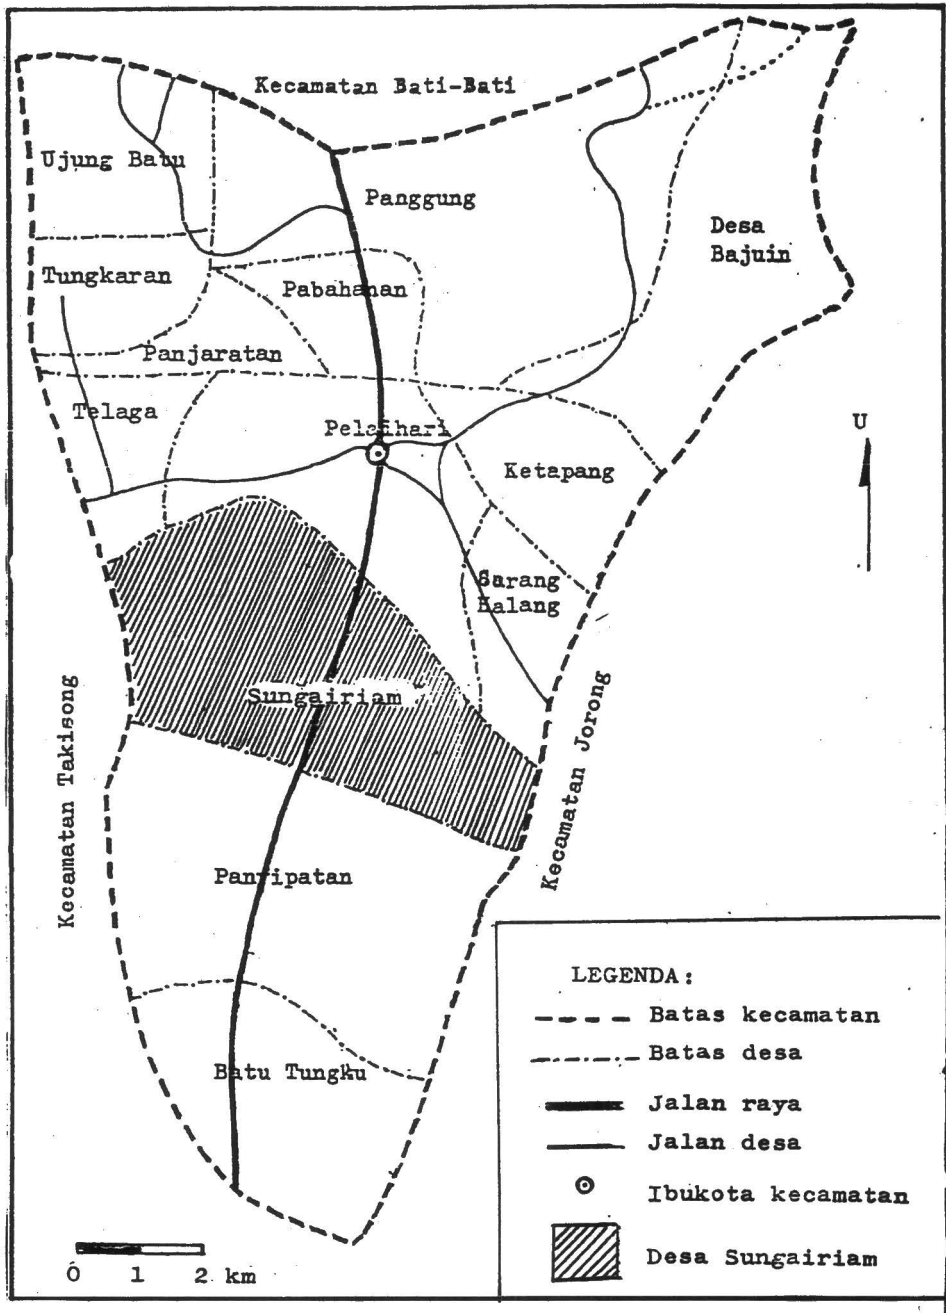 Kecamatan Bati-Bati
Ujung Batu
Panggung
Desa
Bajuin
Tungkaran
Pabahanan
Panjaratan
Telaga
Pelaihari
U
Ketapang
Sarang
Halang
Sungairiam
Kecamatan Takisong
Kecamatan Jorong
Panyipatan
Batu Tungku
LEGENDA:
Batas kecamatan
Batas desa
Jalan raya
Jalan desa
Ibukota kecamatan
Desa Sungairiam
0 1 2 km